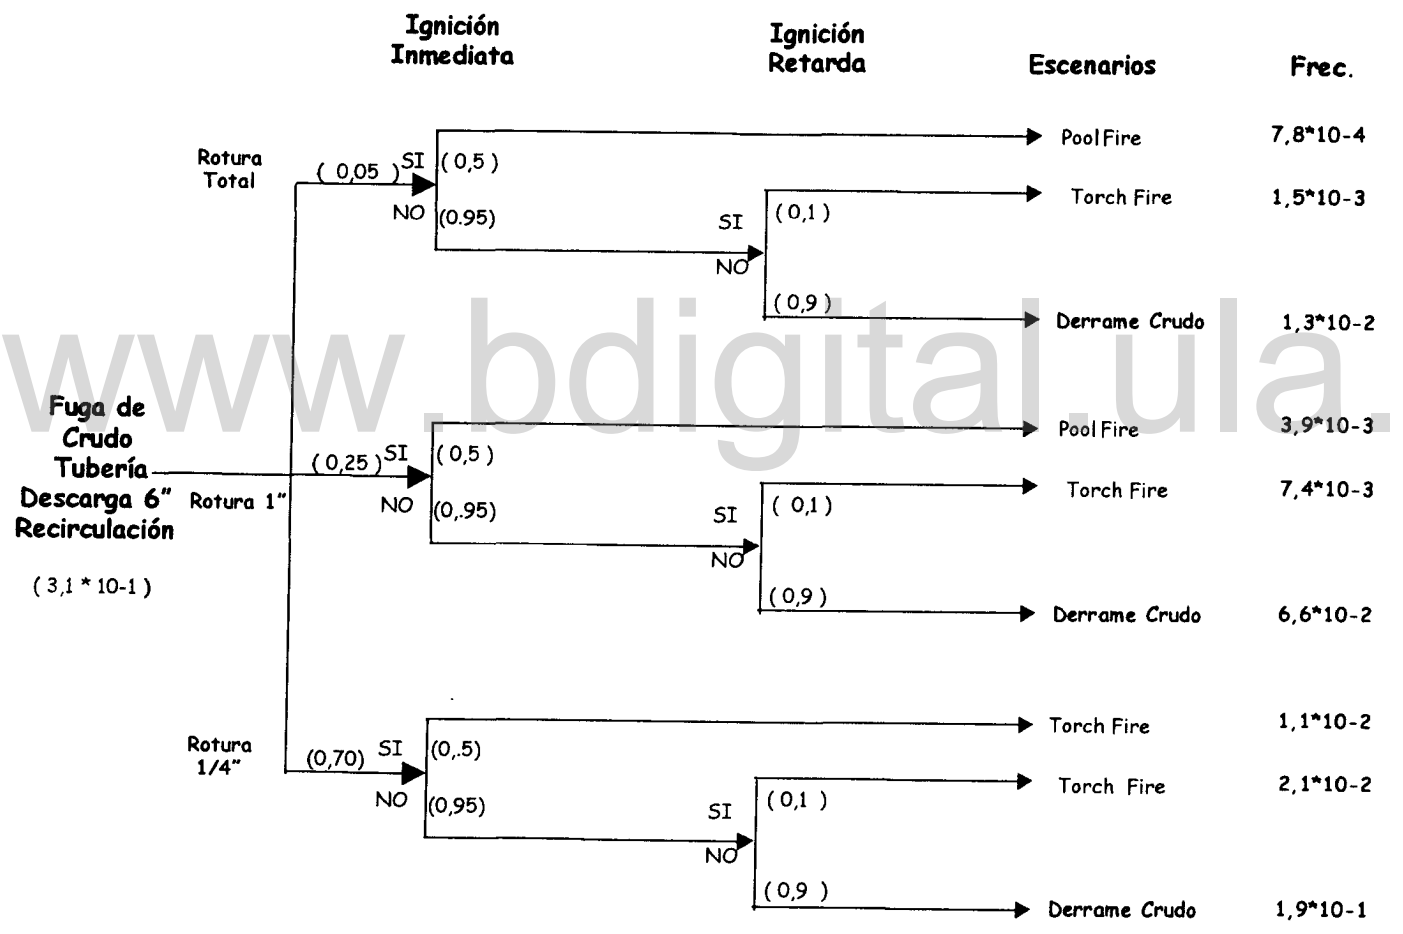 Ignición
Inmediata
Ignición
Retarda
Escenarios
Frec.
Rotura
Total
( 0,05 )
SI
( 0,5 )
NO
(0.95)
Pool Fire
7,8*10-4
SI
( 0,1 )
NO
Torch Fire
1,5*10-3
( 0,9 )
Derrame Crudo
1,3*10-2
www.bdigital.ula.
Fuga de
Crudo
Tubería
Descarga 6"
Recirculación
( 3,1 * 10-1 )
Rotura 1"
( 0,25 )
SI
( 0,5 )
NO
(0,.95)
Pool Fire
3,9*10-3
SI
( 0,1)
NO
Torch Fire
7,4*10-3
( 0,9 )
Derrame Crudo
6,6*10-2
Rotura
1/4"
(0,70)
SI
(0,.5)
NO
(0,95)
Torch Fire
1,1*10-2
SI
( 0,1 )
NO
Torch Fire
2,1*10-2
( 0,9 )
Derrame Crudo
1,9*10-1